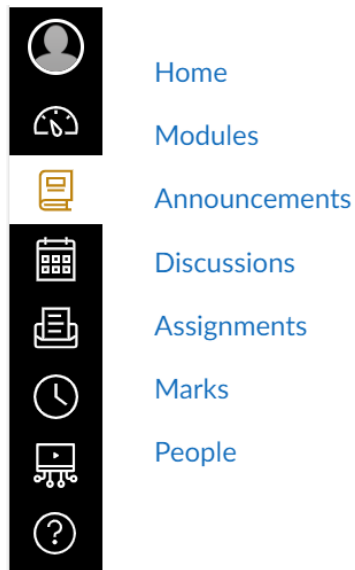 Home
Modules
Announcements
Discussions
Assignments
Marks
People